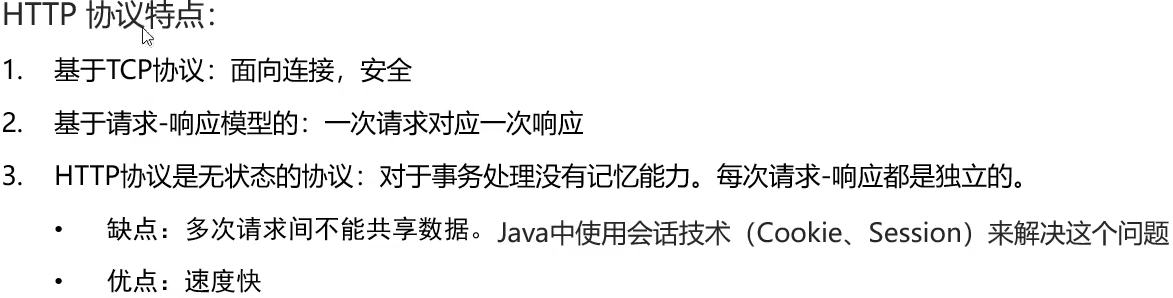 HTTP 协议特点：
1. 基于TCP协议：面向连接，安全
2. 基于请求-响应模型的：一次请求对应一次响应
3. HTTP协议是无状态的协议：对于事务处理没有记忆能力。每次请求-响应都是独立的。
• 缺点：多次请求间不能共享数据。Java中使用会话技术（Cookie、Session）来解决这个问题
• 优点：速度快